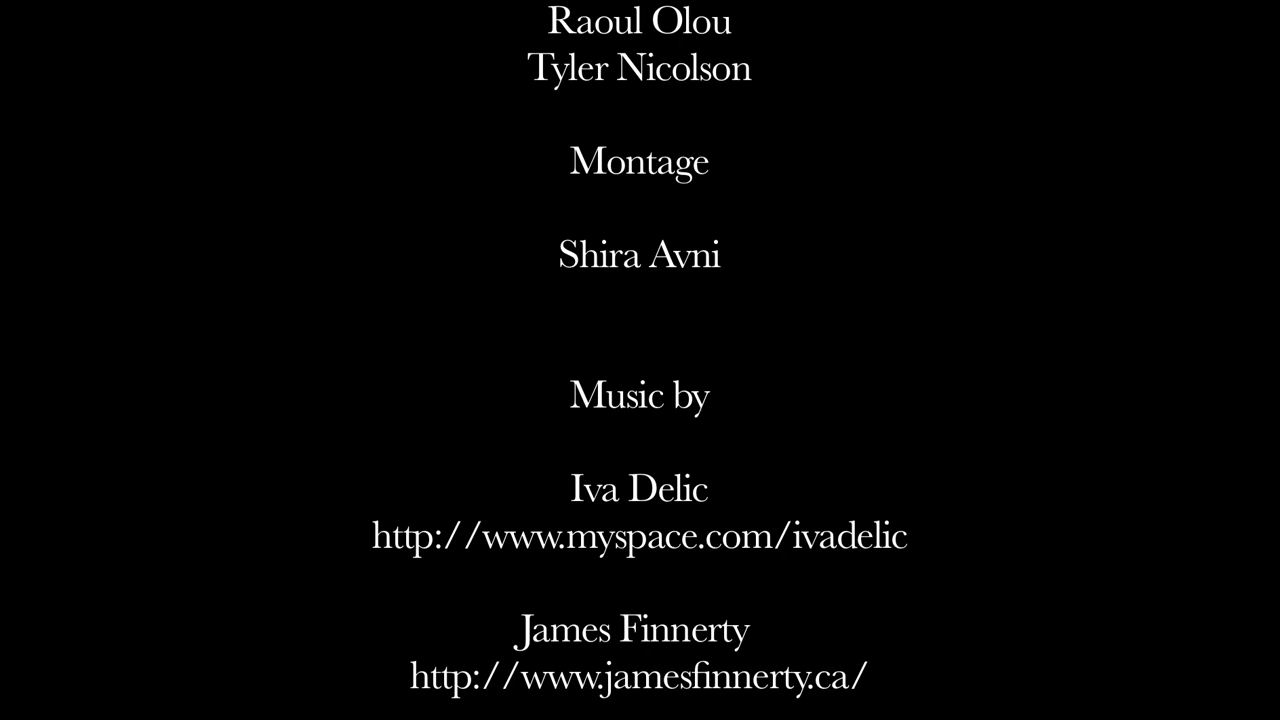 Raoul Olou
Tyler Nicolson
Montage
Shira Avni
Music by
Iva Delic
http://www.myspace.com/ivadelic
James Finnerty
http://www.jamesfinnerty.ca/